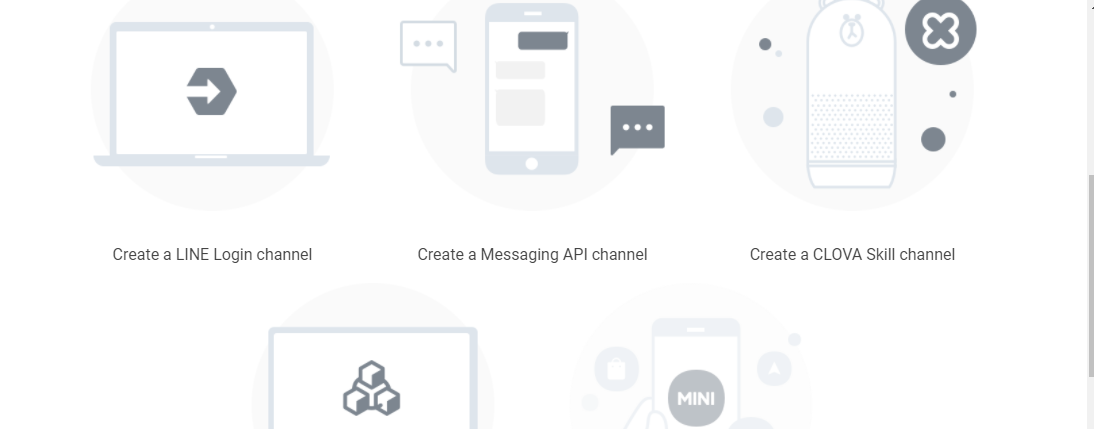 Create a LINE Login channel
Create a Messaging API channel
Create a CLOVA Skill channel
MINI